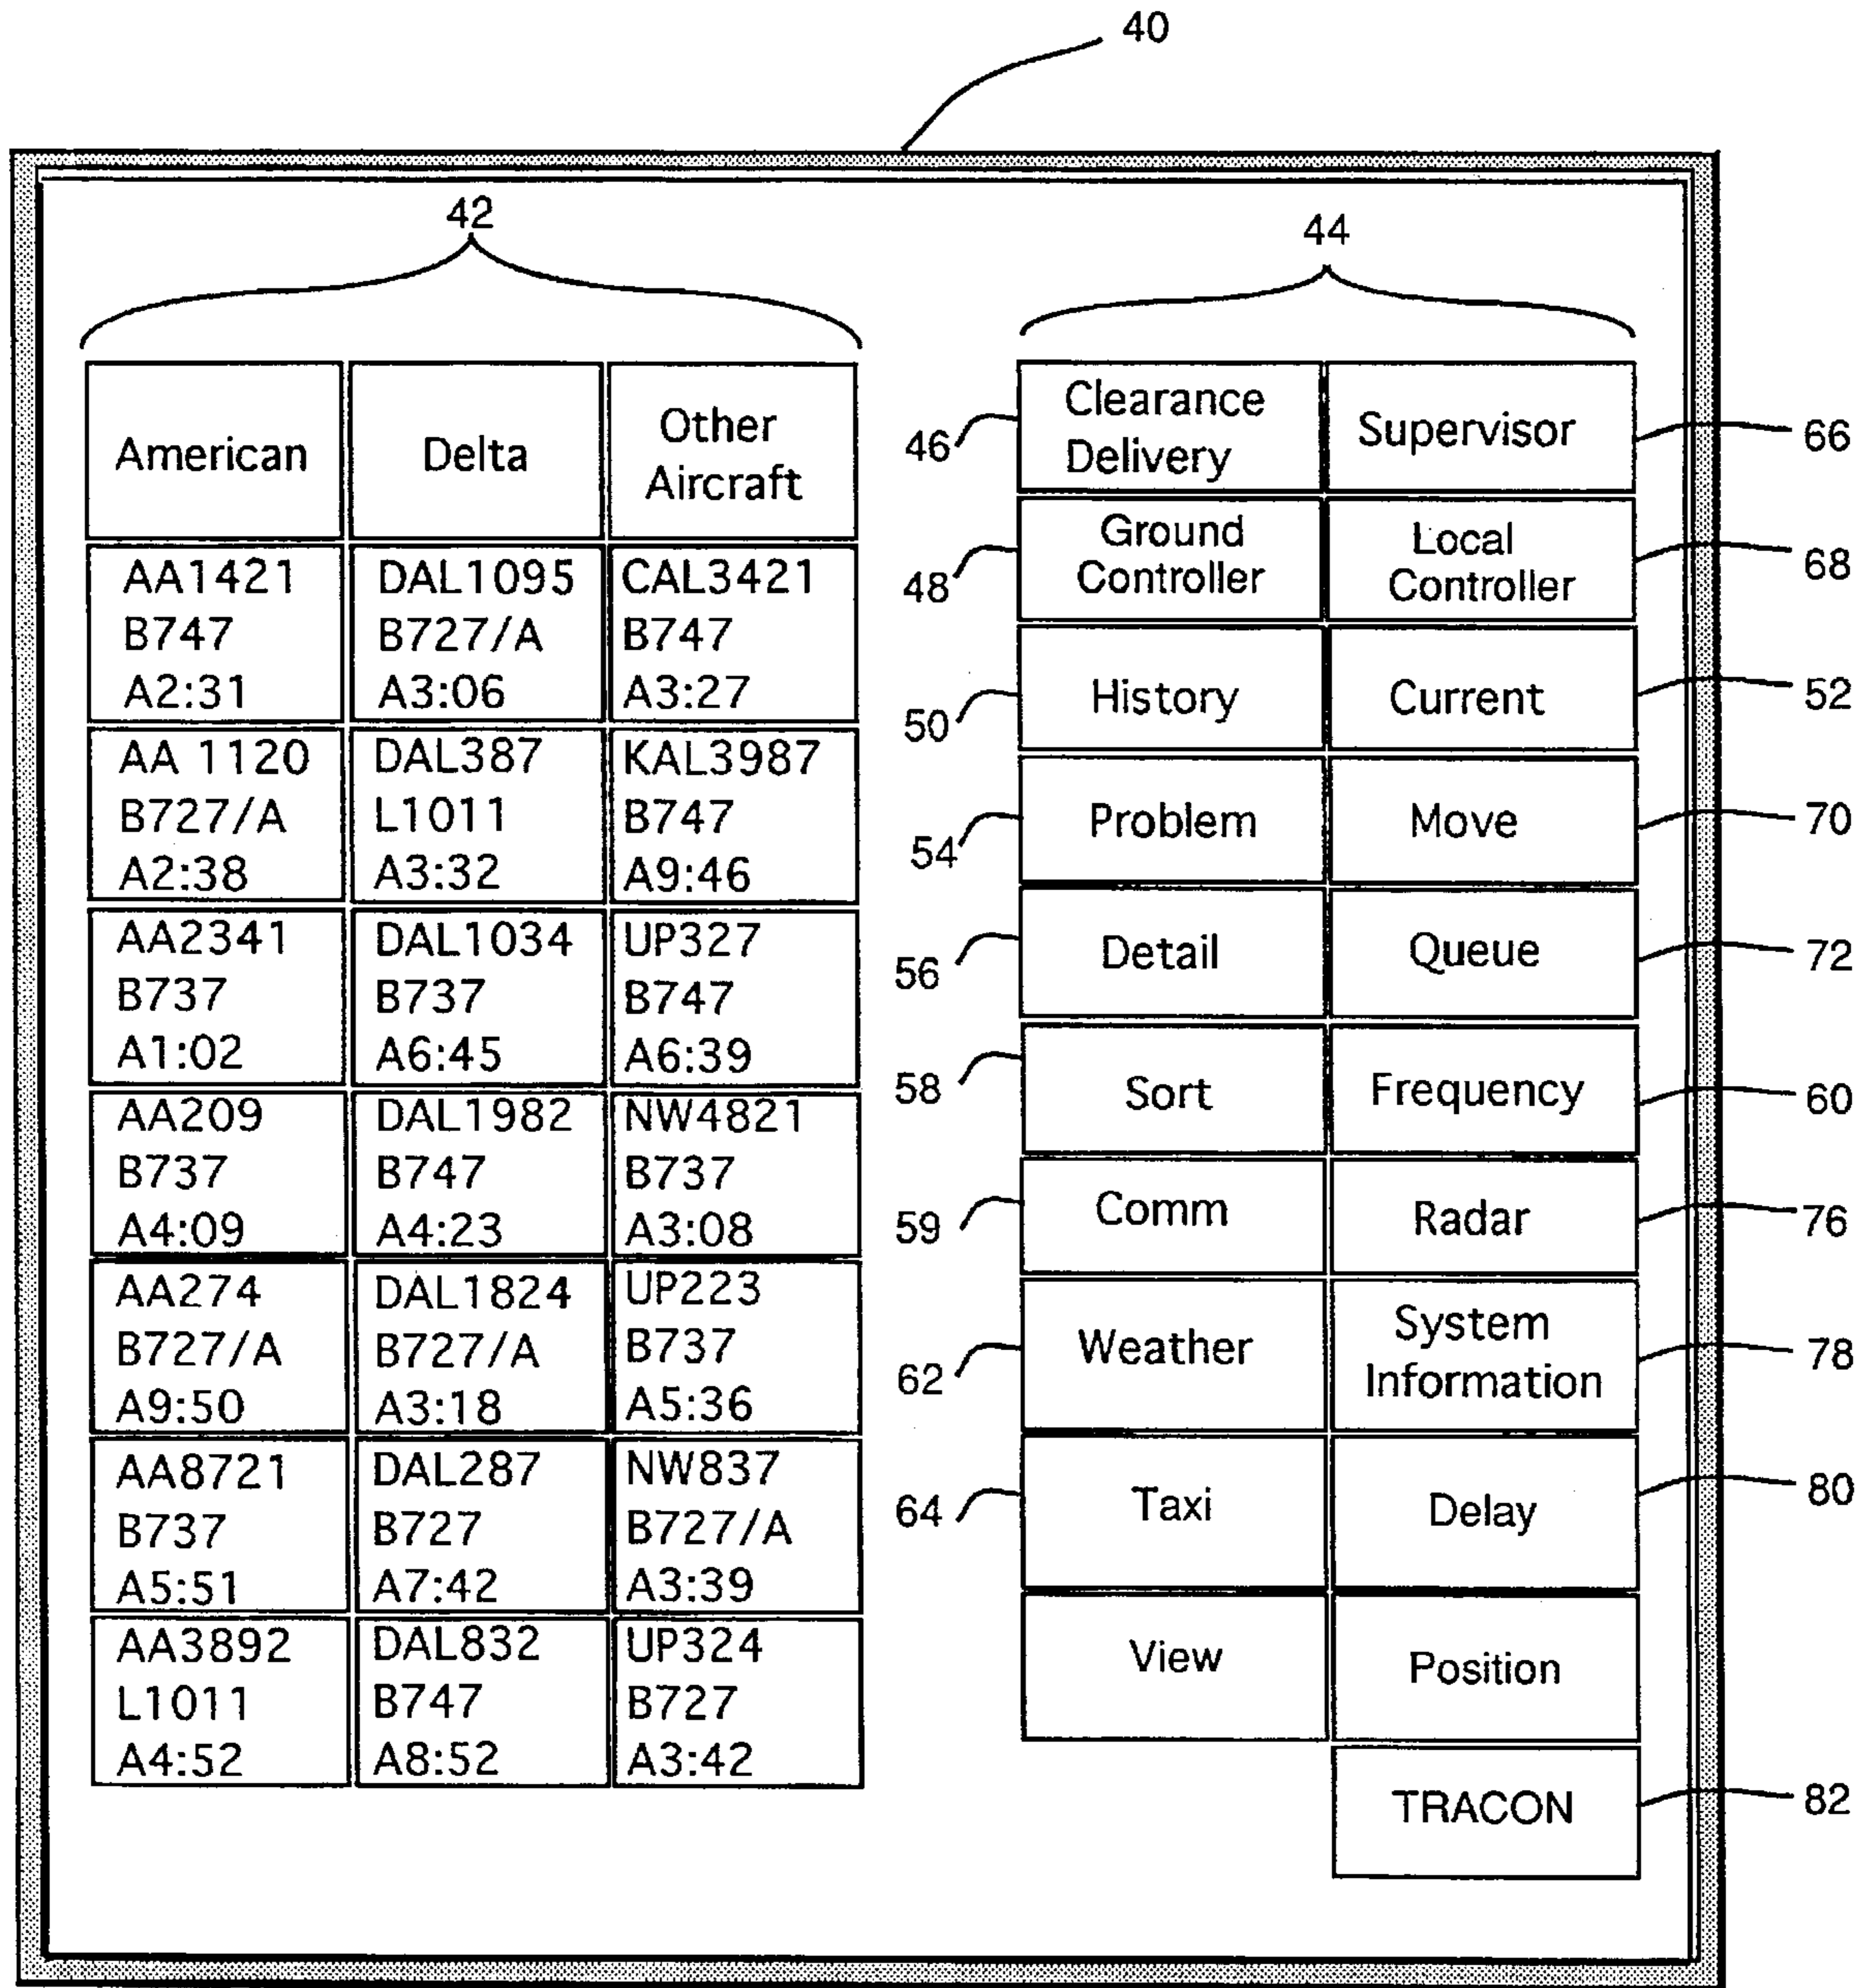 40
42
44
American
Delta
Other
Aircraft
AA1421
B747
A2:31
DAL1095
B727/A
A3:06
CAL3421
B747
A3:27
AA 1120
B727/A
A2:38
DAL387
L1011
A3:32
KAL3987
B747
A9:46
AA2341
B737
A1:02
DAL1034
B737
A6:45
UP327
B747
A6:39
AA209
B737
A4:09
DAL1982
B747
A4:23
NW4821
B737
A3:08
AA274
B727/A
A9:50
DAL1824
B727/A
A3:18
UP223
B737
A5:36
AA8721
B737
A5:51
DAL287
B727
A7:42
NW837
B727/A
A3:39
AA3892
L1011
A4:52
DAL832
B747
A8:52
UP324
B727
A3:42
46
Clearance
Delivery
Supervisor
66
48
Ground
Controller
Local
Controller
68
50
History
Current
52
54
Problem
Move
70
56
Detail
Queue
72
58
Sort
Frequency
60
59
Comm
Radar
76
62
Weather
System
Information
78
64
Taxi
Delay
80
View
Position
TRACON
82